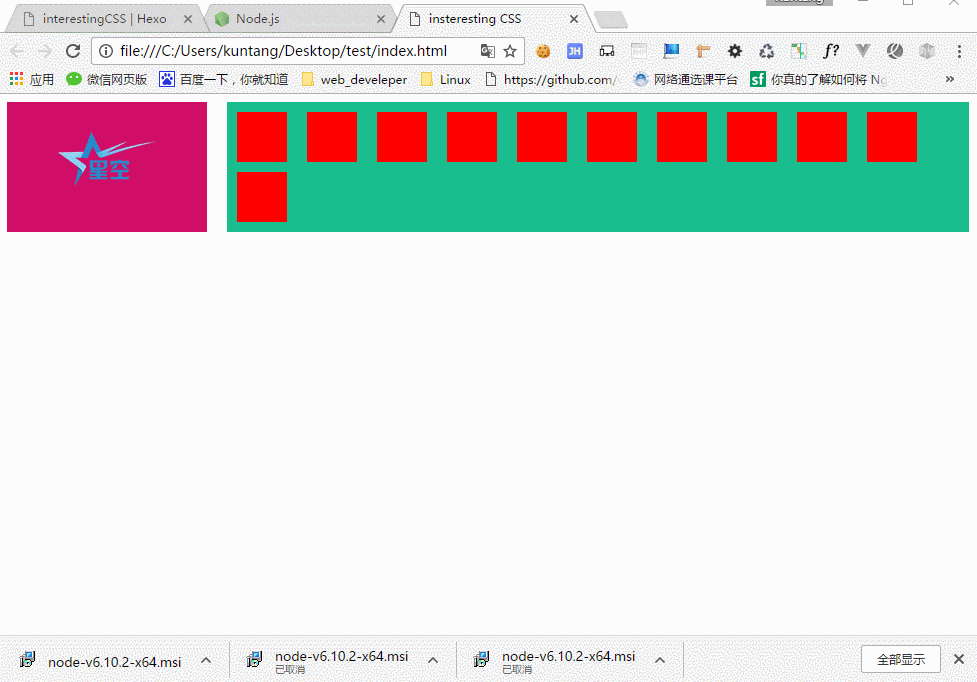 interestingCSS | Hexo
Node.js
insteresting CSS
file:///C:/Users/kuntang/Desktop/test/index.html
JH
f?
应用
微信网页版
百度一下，你就知道
web_develeper
Linux
https://github.com/
网络通选课平台
sf
你真的了解如何将 Ng
星空
node-v6.10.2-x64.msi
node-v6.10.2-x64.msi
已取消
node-v6.10.2-x64.msi
已取消
全部显示